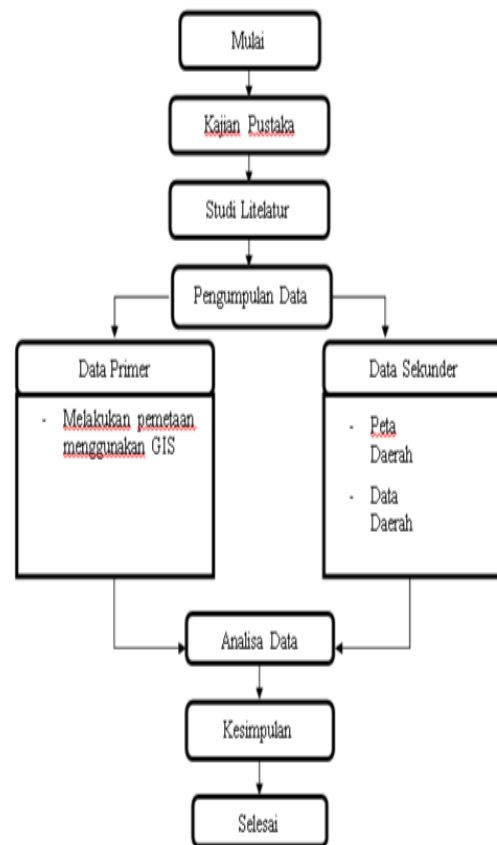 Mulai
Kajian Pustaka
Studi Litelatur
Pengumpulan Data
Data Primer
- Melakukan pemetaan
menggunakan GIS
Data Sekunder
- Peta
Daerah
- Data
Daerah
Analisa Data
Kesimpulan
Selesai